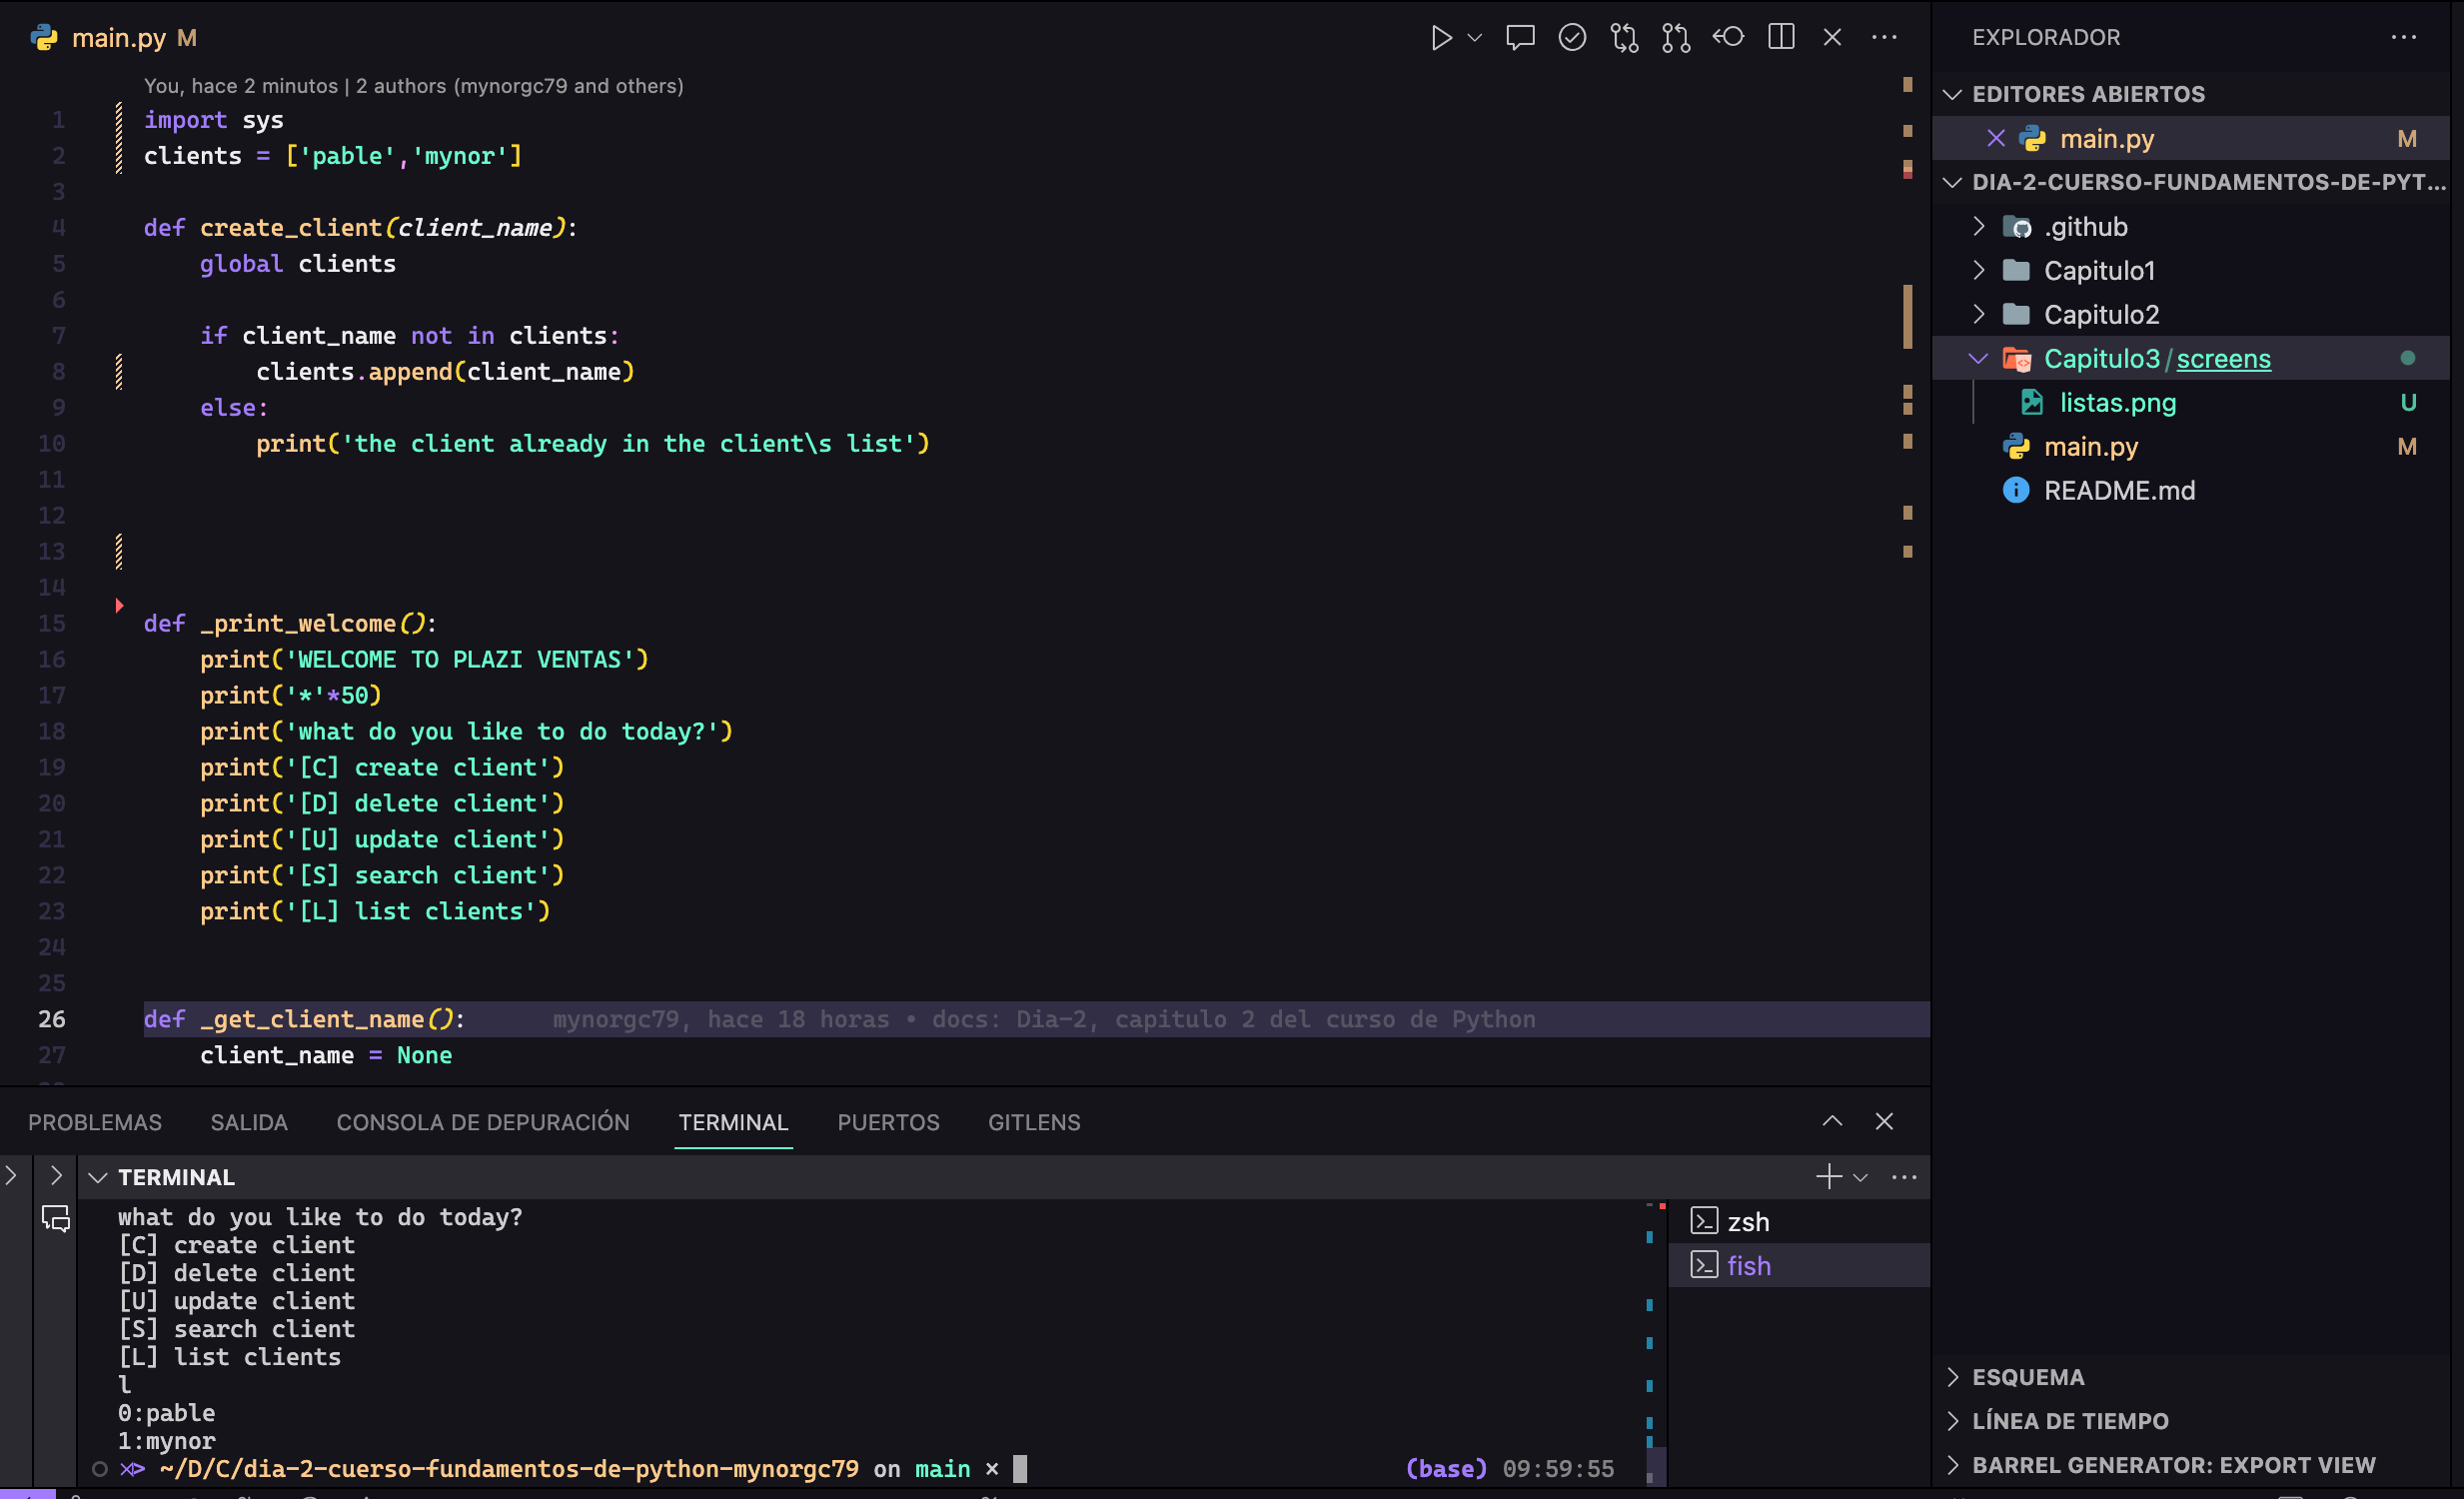 main.py M
You, hace 2 minutos | 2 authors (mynorgc79 and others)
1 import sys
2 clients = ['pable','mynor']
3
4 def create_client(client_name):
5 global clients
6
7 if client_name not in clients:
8 clients.append(client_name)
9 else:
10 print('the client already in the client\s list')
11
12
13
14
15 def _print_welcome():
16 print('WELCOME TO PLAZI VENTAS')
17 print('*'*50)
18 print('what do you like to do today?')
19 print('[C] create client')
20 print('[D] delete client')
21 print('[U] update client')
22 print('[S] search client')
23 print('[L] list clients')
24
25
26 def _get_client_name(): mynorgc79, hace 18 horas • docs: Dia-2, capitulo 2 del curso de Python
27 client_name = None
PROBLEMAS SALIDA CONSOLA DE DEPURACIÓN TERMINAL PUERTOS GITLENS
TERMINAL
what do you like to do today?
[C] create client
[D] delete client
[U] update client
[S] search client
[L] list clients
l
0:pable
1:mynor
~/D/C/dia-2-cuerso-fundamentos-de-python-mynorgc79 on main × (base) 09:59:55
zsh
fish
EXPLORADOR
EDITORES ABIERTOS
main.py M
DIA-2-CUERSO-FUNDAMENTOS-DE-PYT...
.github
Capitulo1
Capitulo2
Capitulo3/screens
listas.png U
main.py M
README.md
ESQUEMA
LÍNEA DE TIEMPO
BARREL GENERATOR: EXPORT VIEW